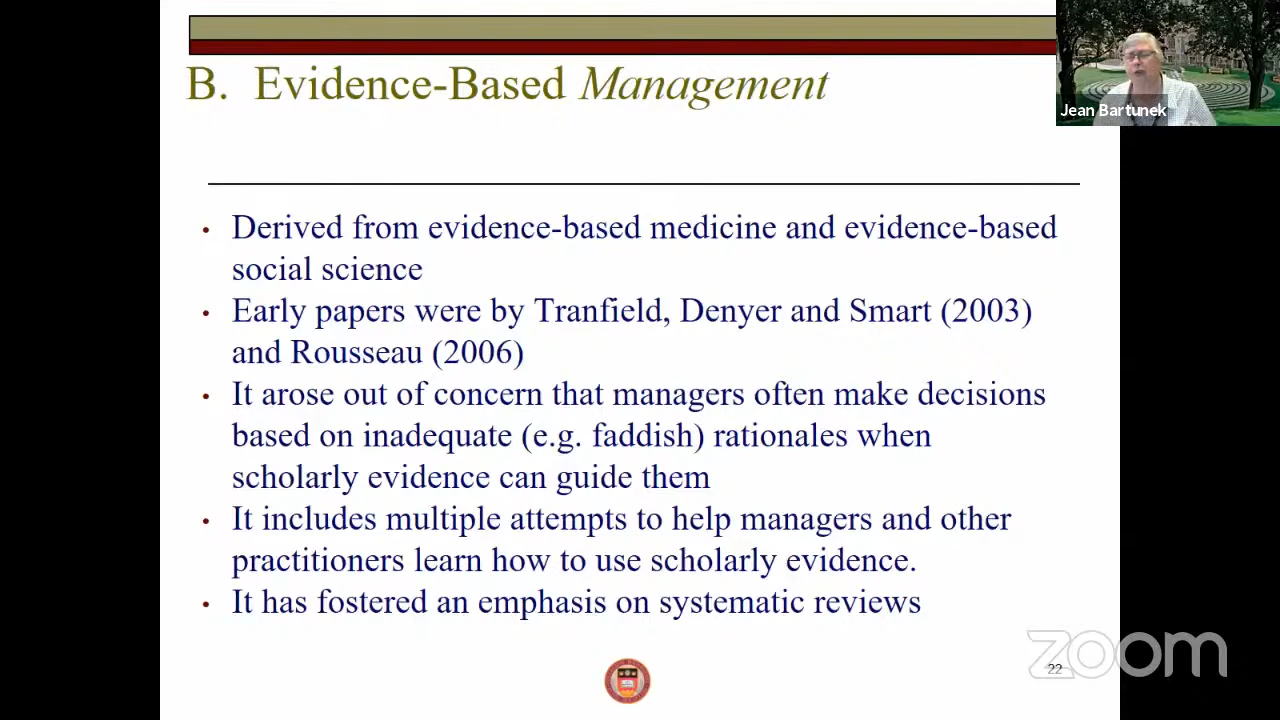 B. Evidence-Based Management
Jean Bartunek
• Derived from evidence-based medicine and evidence-based
social science
• Early papers were by Tranfield, Denyer and Smart (2003)
and Rousseau (2006)
• It arose out of concern that managers often make decisions
based on inadequate (e.g. faddish) rationales when
scholarly evidence can guide them
• It includes multiple attempts to help managers and other
practitioners learn how to use scholarly evidence.
• It has fostered an emphasis on systematic reviews
22
zoom